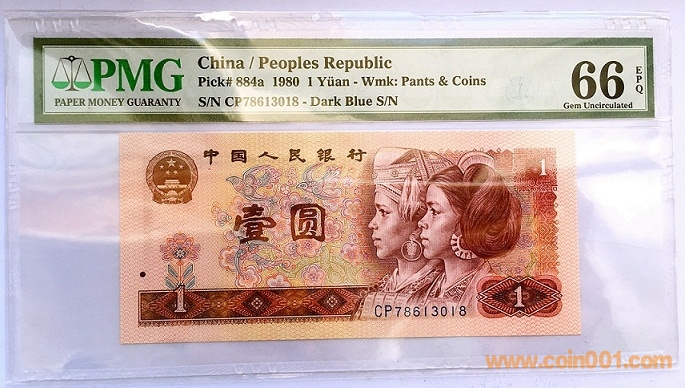 PMG
PAPER MONEY GUARANTY
China / Peoples Republic
Pick# 884a 1980 1 Yüan - Wmk: Pants & Coins
S/N CP78613018 - Dark Blue S/N
66 EPQ
Gem Uncirculated
中国人民银行
1
壹圆
1
1
CP78613018
www.coin001.com